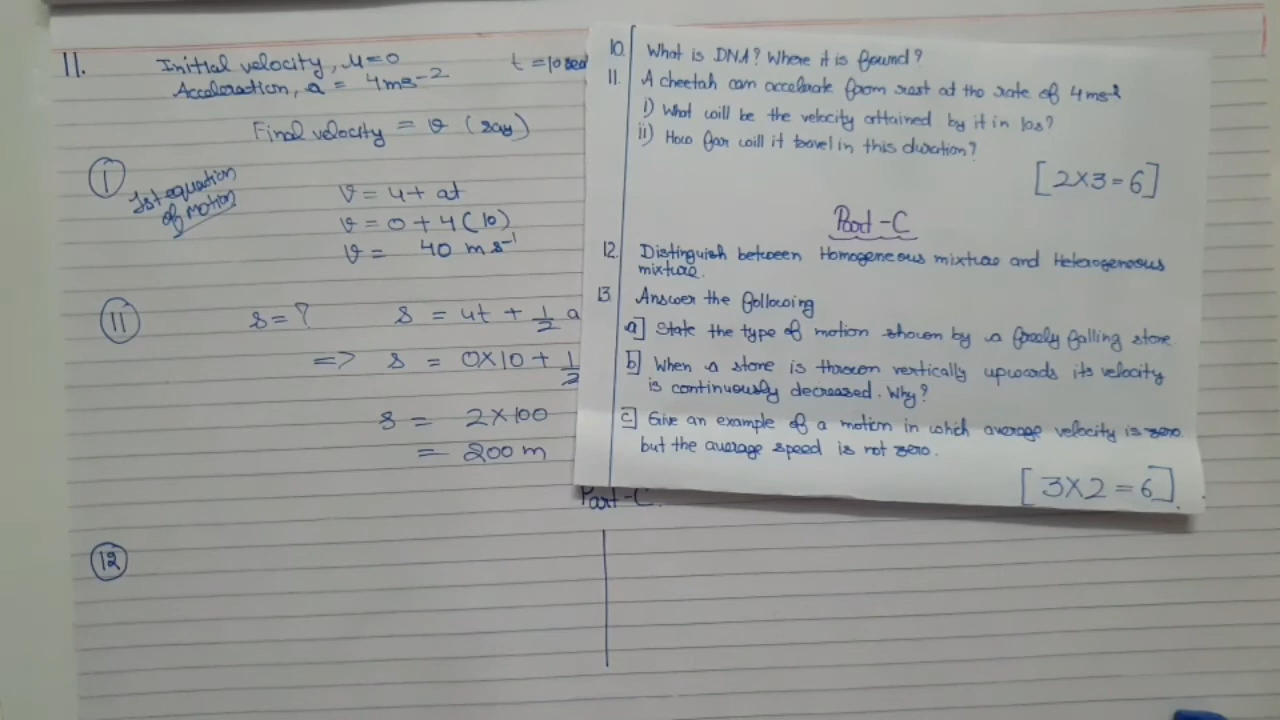 11. Initial velocity, u=0 t = 10 sec
Acceleration, a = 4ms-2
Final velocity = v (say)
I
1st equation of motion
v = u + at
v = 0 + 4(10)
v = 40 m s⁻¹
II s = ? s = ut + 1/2 a
=> s = 0×10 + 1/2
s = 2×100
= 200 m
Part-C.
12
10. What is DNA? Where it is found?
11. A cheetah can accelerate from rest at the rate of 4ms⁻²
i) What will be the velocity attained by it in 10s?
ii) How far will it travel in this duration?
[2×3=6]
Part-C
12. Distinguish between Homogeneous mixture and Heterogeneous
mixture.
13. Answer the following
a] State the type of motion shown by a freely falling stone.
b] When a stone is thrown vertically upwards its velocity
is continuously decreased. Why?
c] Give an example of a motion in which average velocity is zero.
but the average speed is not zero.
[3×2=6]